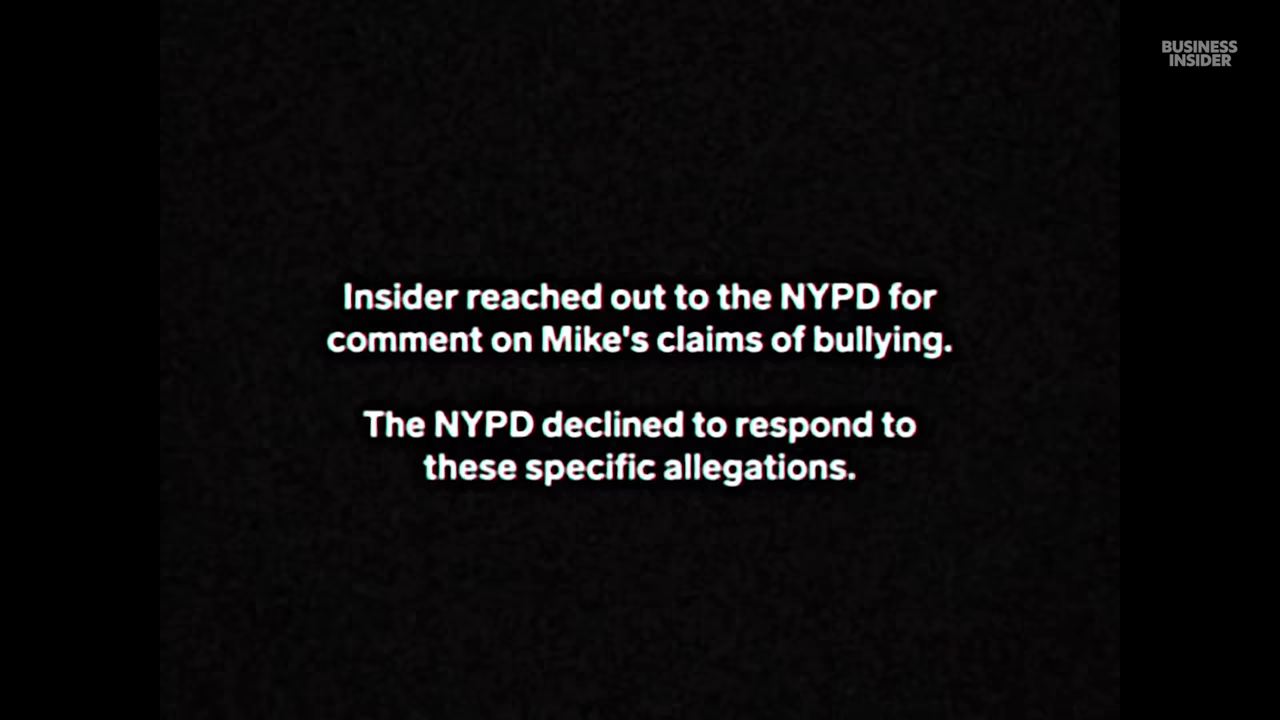 BUSINESS
INSIDER
Insider reached out to the NYPD for
comment on Mike's claims of bullying.
The NYPD declined to respond to
these specific allegations.